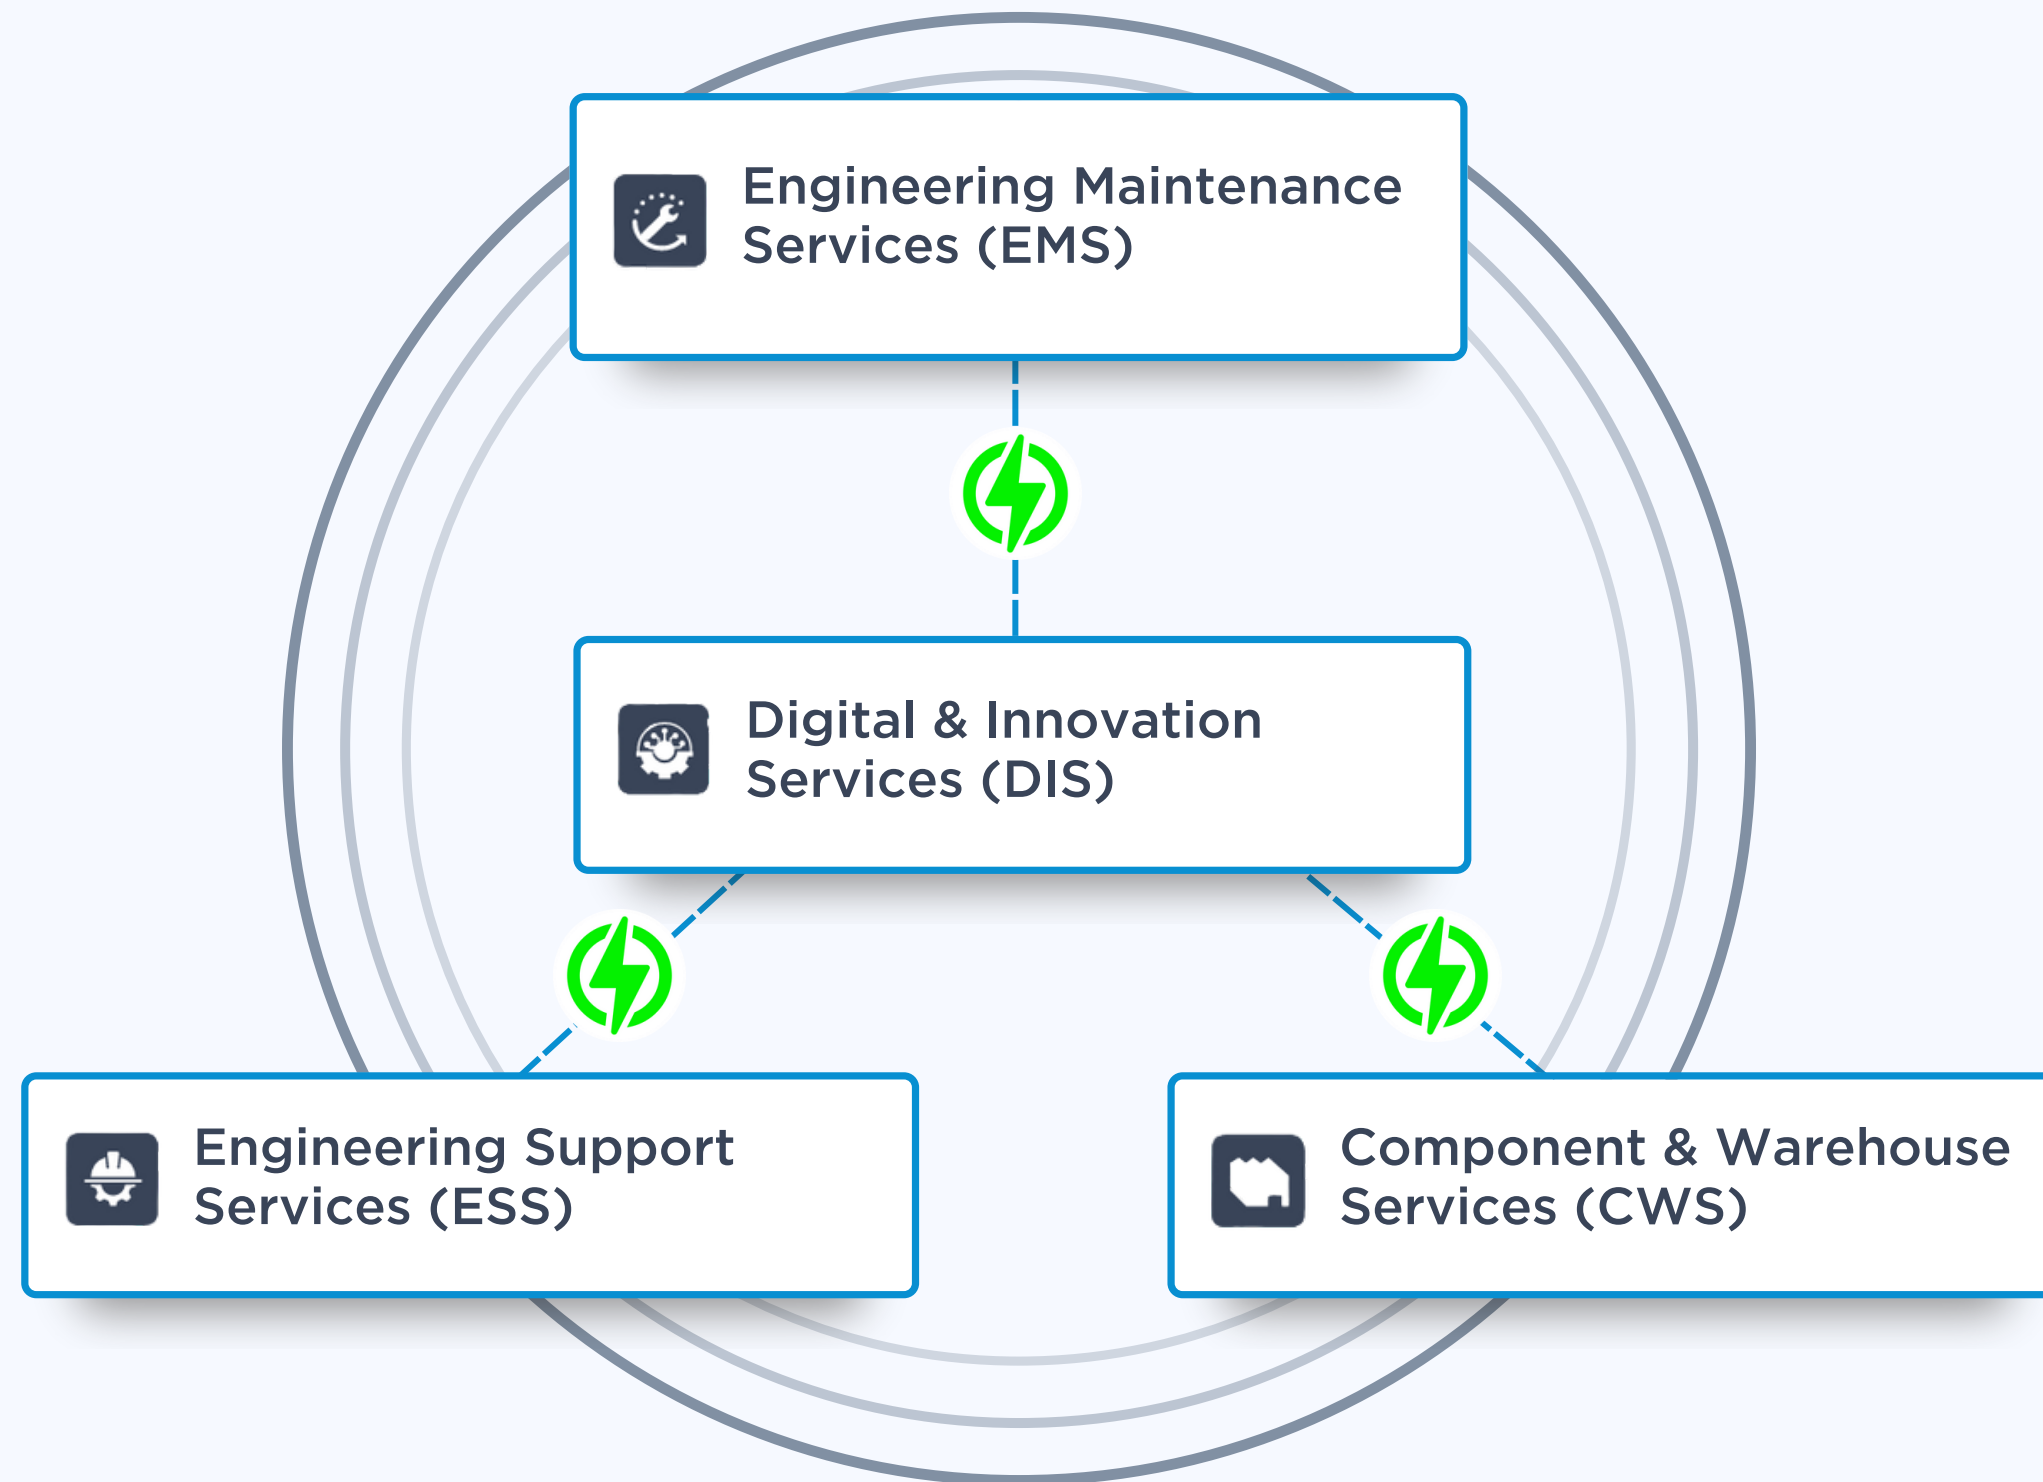 Engineering Maintenance
Services (EMS)
Digital & Innovation
Services (DIS)
Engineering Support
Services (ESS)
Component & Warehouse
Services (CWS)